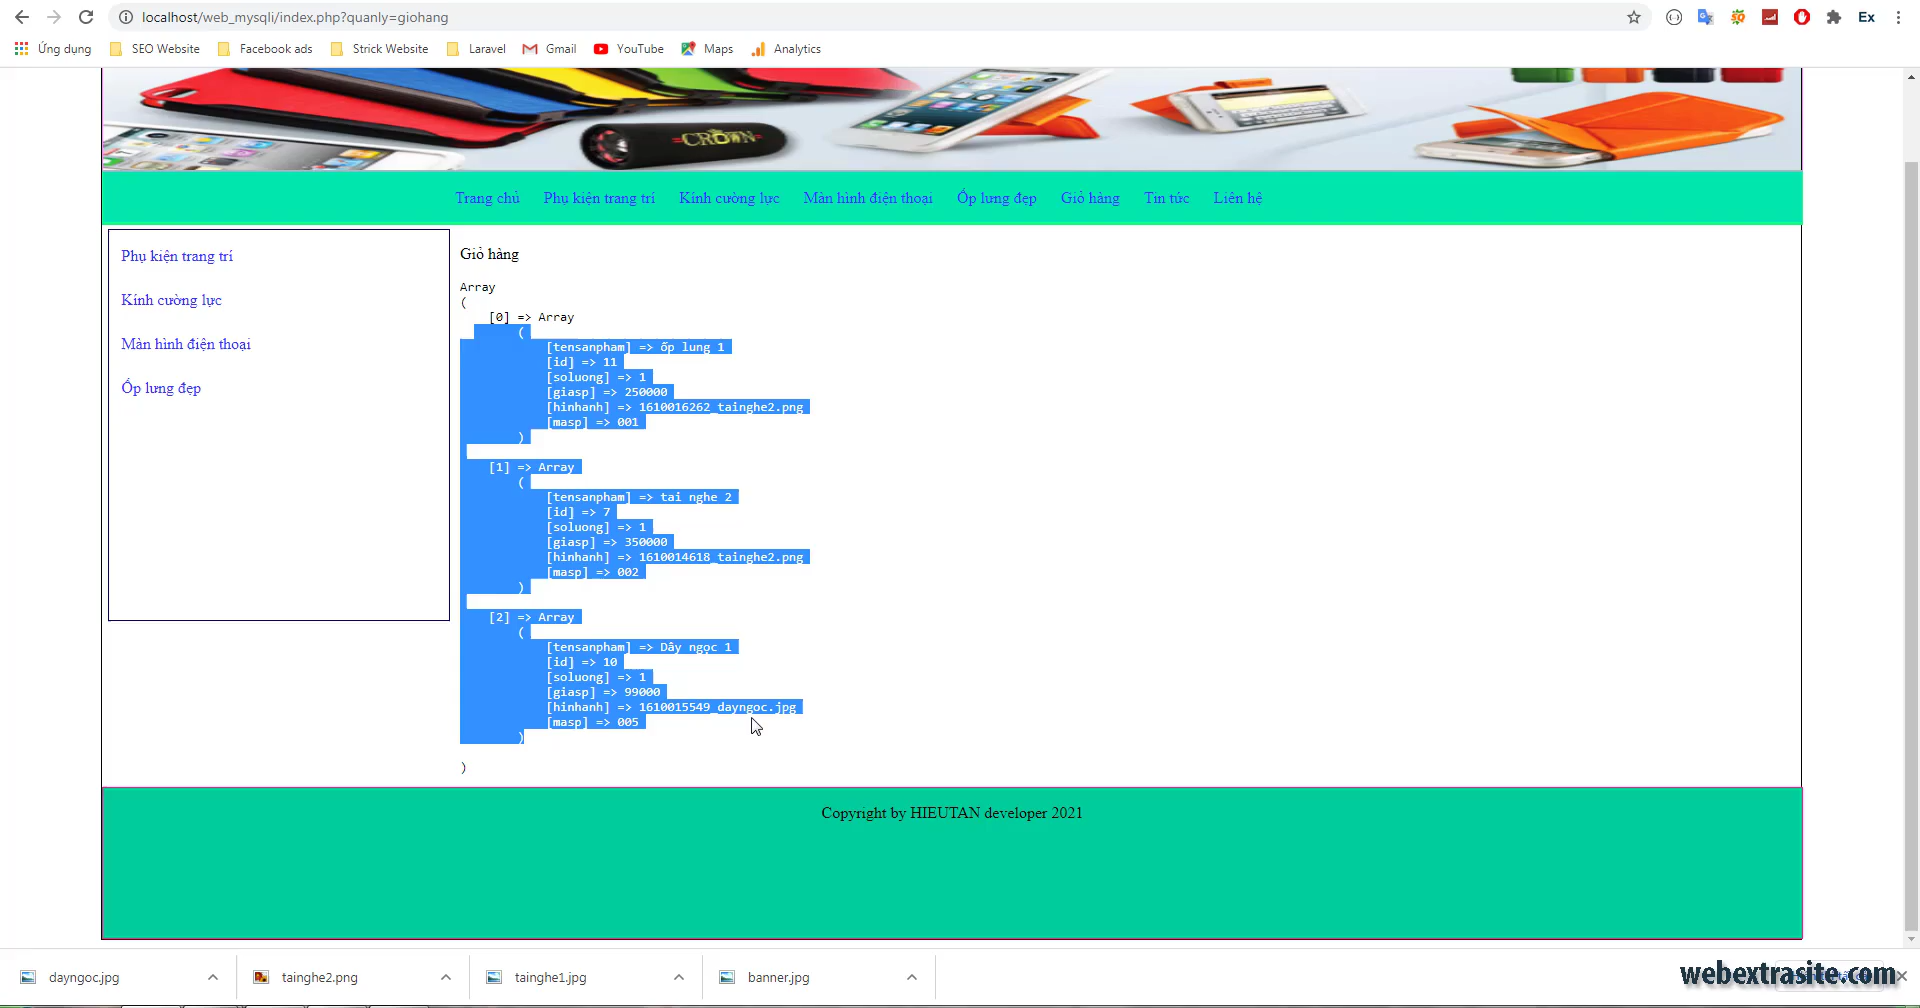 localhost/web_mysqli/index.php?quanly=giohang
Ex
Ứng dụng SEO Website Facebook ads Strick Website Laravel Gmail YouTube Maps Analytics
CROWN
Trang chủ Phụ kiện trang trí Kính cường lực Màn hình điện thoại Ốp lưng đẹp Giỏ hàng Tin tức Liên hệ
Phụ kiện trang trí
Kính cường lực
Màn hình điện thoại
Ốp lưng đẹp
Giỏ hàng
Array
(
[0] => Array
(
[tensanpham] => ốp lung 1
[id] => 11
[soluong] => 1
[giasp] => 250000
[hinhanh] => 1610016262_tainghe2.png
[masp] => 001
)
[1] => Array
(
[tensanpham] => tai nghe 2
[id] => 7
[soluong] => 1
[giasp] => 350000
[hinhanh] => 1610014618_tainghe2.png
[masp] => 002
)
[2] => Array
(
[tensanpham] => Dây ngọc 1
[id] => 10
[soluong] => 1
[giasp] => 99000
[hinhanh] => 1610015549_dayngoc.jpg
[masp] => 005
)
)
Copyright by HIEUTAN developer 2021
dayngoc.jpg tainghe2.png tainghe1.jpg banner.jpg
webextrasite.com